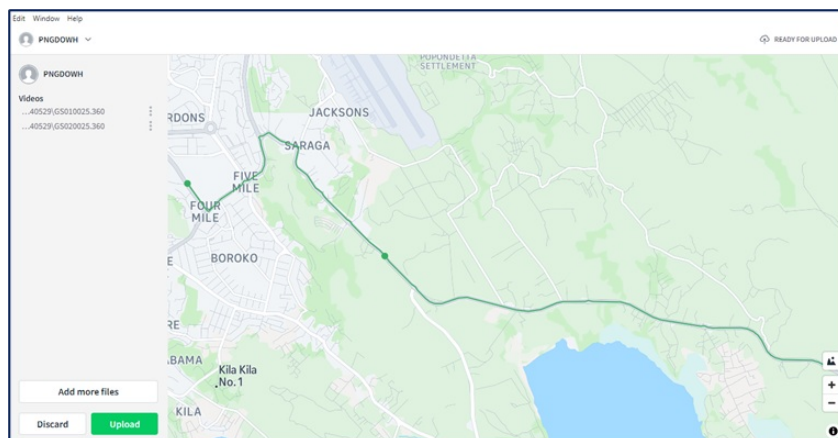 Edit Window Help
PNGDOWH
READY FOR UPLOAD
PNGDOWH
Videos
...40529\GS010025.360
...40529\GS020025.360
POPONDETTA
SETTLEMENT
JACKSONS
RDONS
SARAGA
FIVE
MILE
FOUR
MILE
BOROKO
E
RE
ABAMA
Kila Kila
No. 1
KILA
Add more files
Discard
Upload